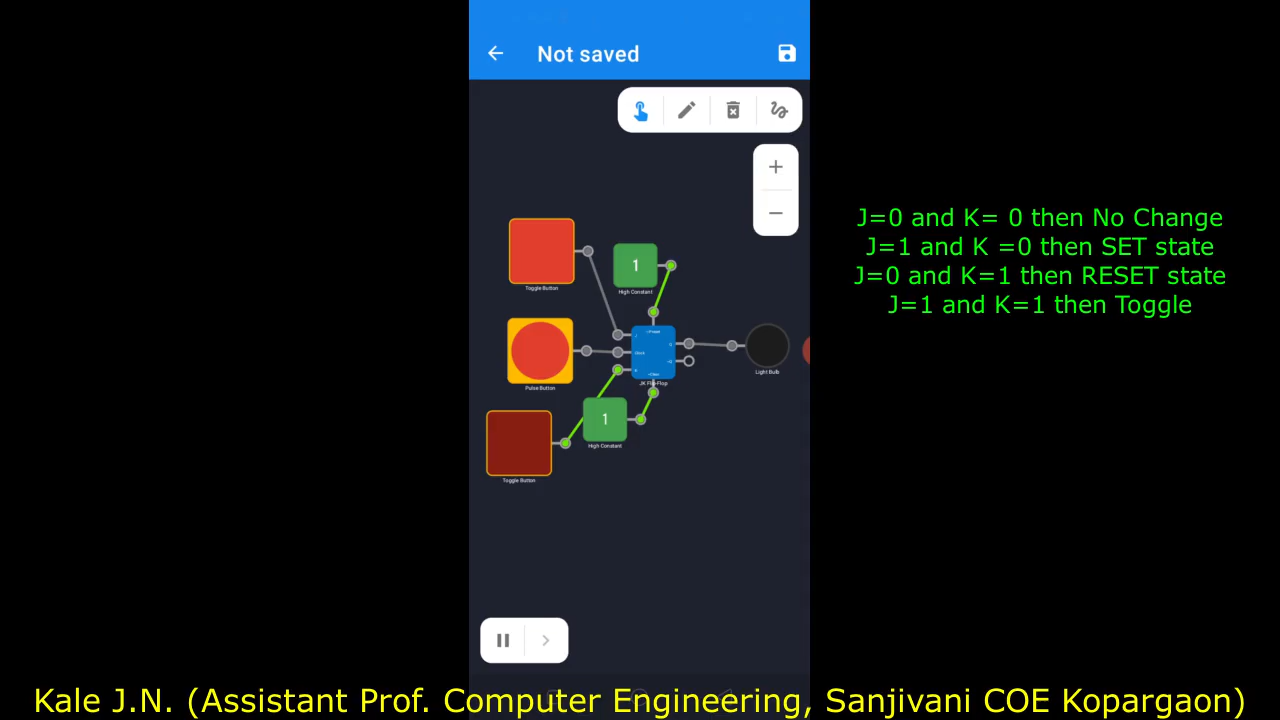 Not saved
J=0 and K= 0 then No Change
J=1 and K =0 then SET state
J=0 and K=1 then RESET state
J=1 and K=1 then Toggle
Toggle Button
1
High Constant
J
Clock
Q
Pulse Button
JK Flip-Flop
Light Bulb
1
High Constant
Toggle Button
Kale J.N. (Assistant Prof. Computer Engineering, Sanjivani COE Kopargaon)